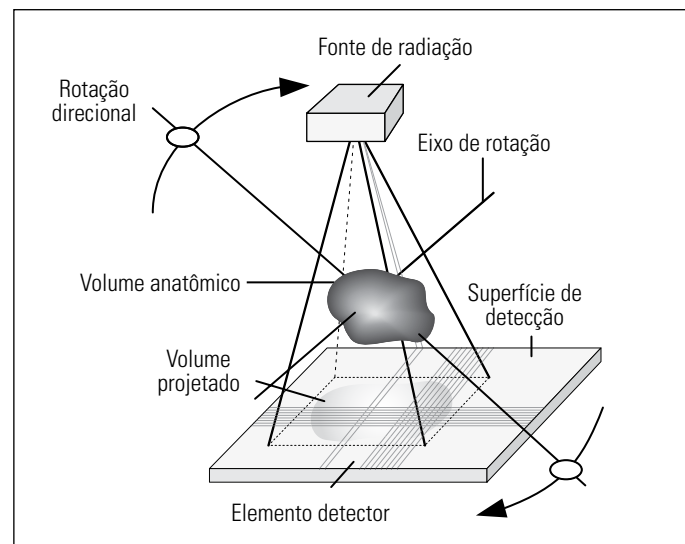 Fonte de radiação
Rotação
direcional
Eixo de rotação
Volume anatômico
Superfície de
detecção
Volume
projetado
Elemento detector